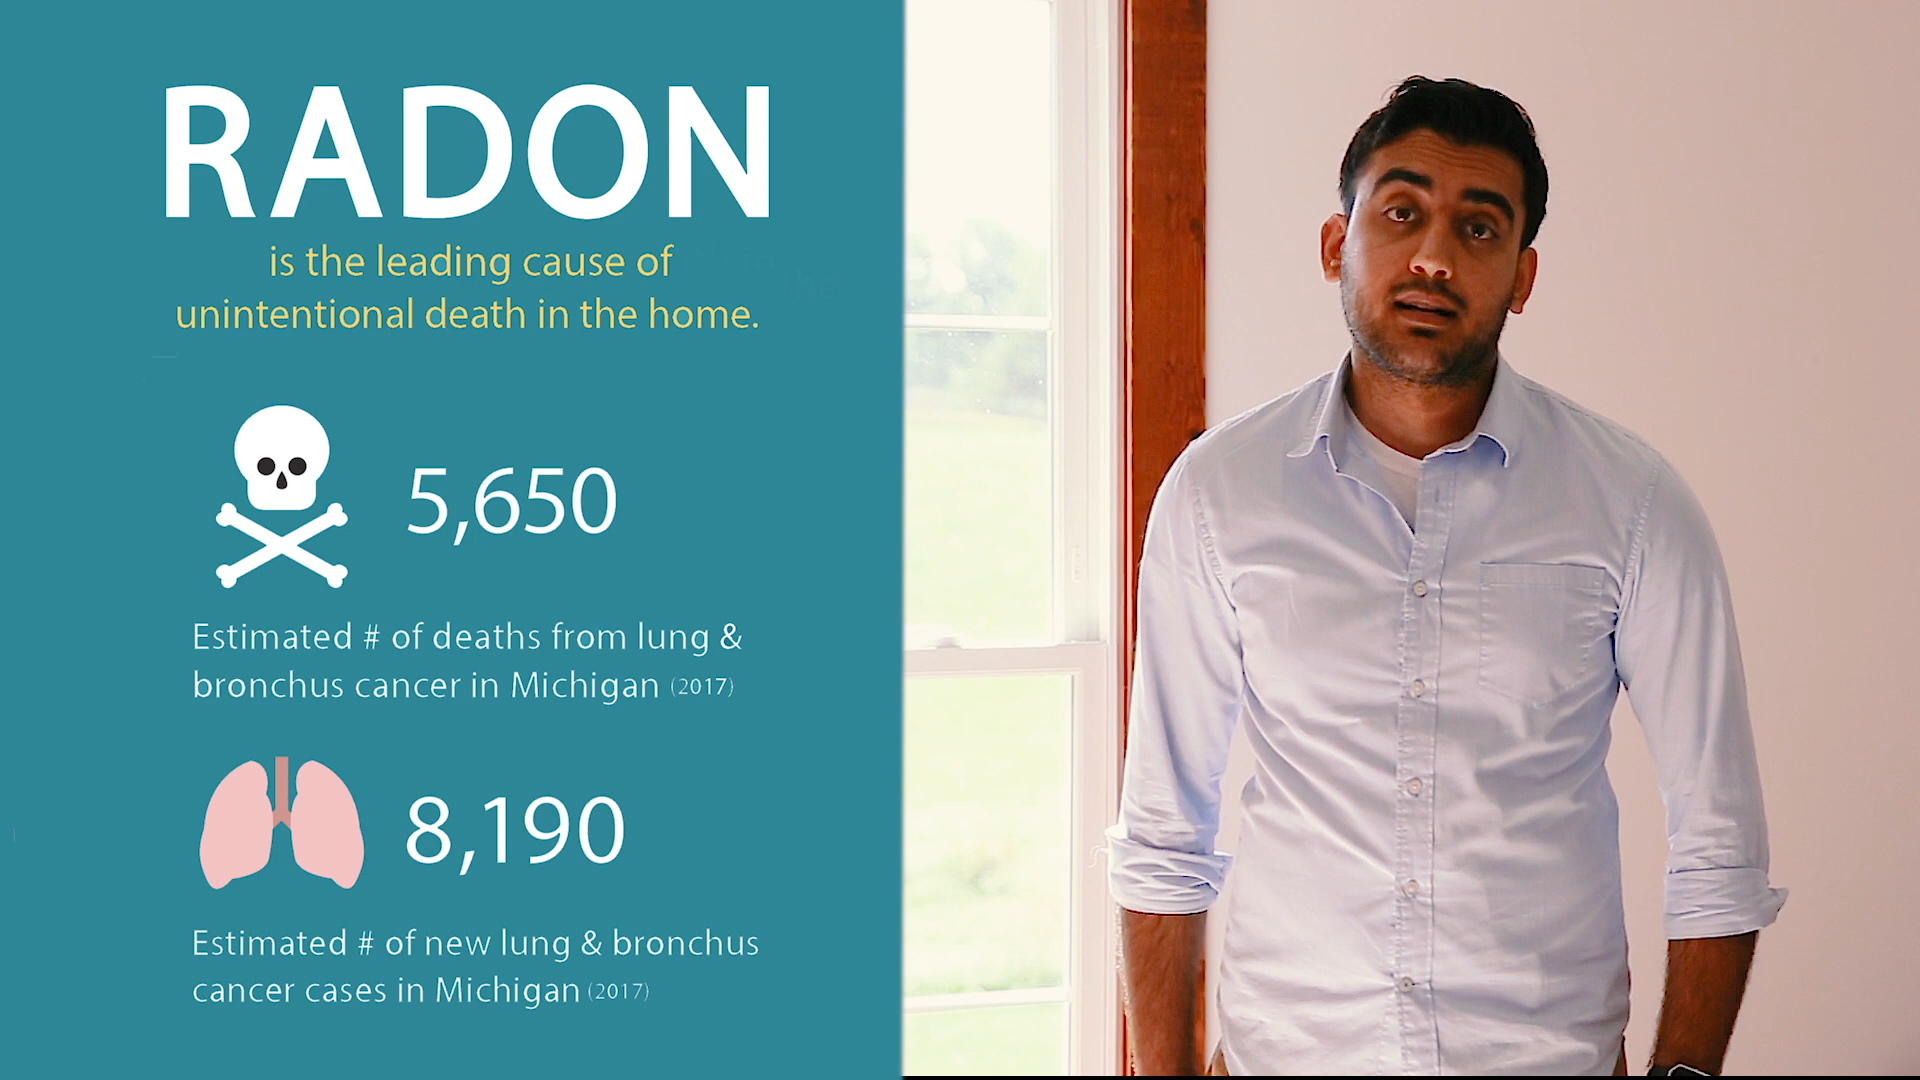 RADON
is the leading cause of
unintentional death in the home.
5,650
Estimated # of deaths from lung &
bronchus cancer in Michigan (2017)
8,190
Estimated # of new lung & bronchus
cancer cases in Michigan (2017)